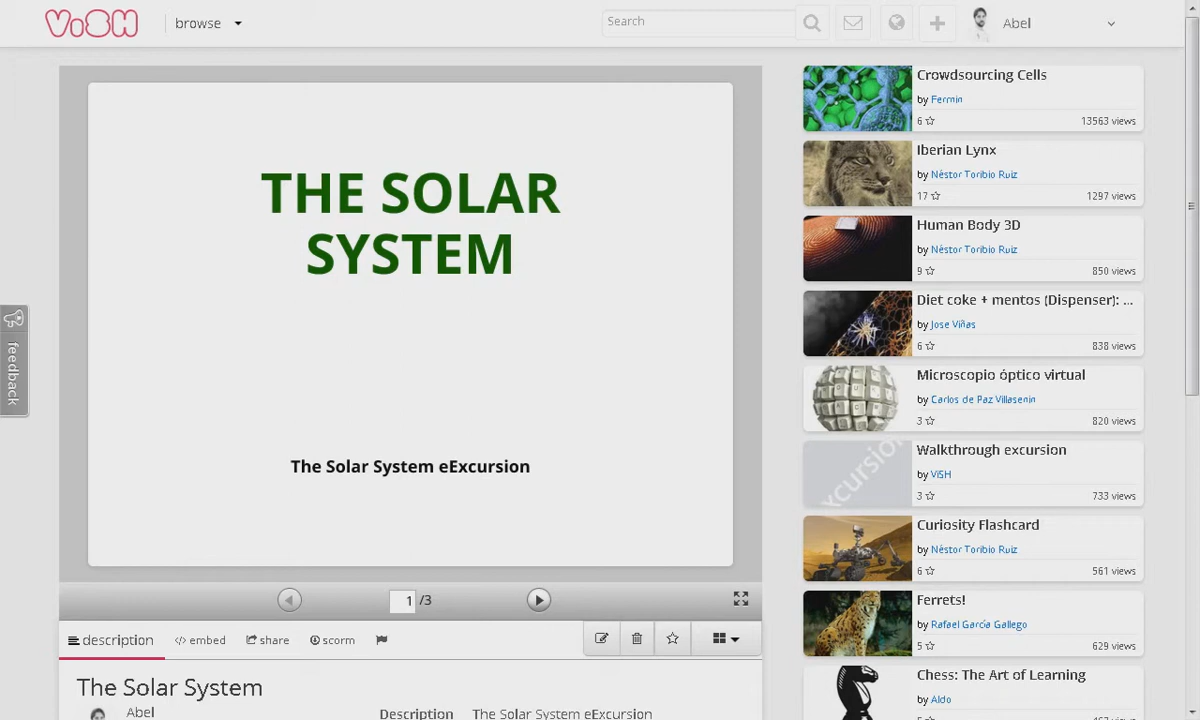 ViSH
browse
Search
Abel
THE SOLAR
SYSTEM
The Solar System eExcursion
feedback
1 /3
description
embed
share
scorm
The Solar System
Abel
Description The Solar System eExcursion
Crowdsourcing Cells
by Fermín
6
13563 views
Iberian Lynx
by Néstor Toribio Ruiz
17
1297 views
Human Body 3D
by Néstor Toribio Ruiz
9
850 views
Diet coke + mentos (Dispenser): ...
by Jose Viñas
6
838 views
Microscopio óptico virtual
by Carlos de Paz Villasenin
3
820 views
xcursion
Walkthrough excursion
by ViSH
3
733 views
Curiosity Flashcard
by Néstor Toribio Ruiz
6
561 views
Ferrets!
by Rafael García Gallego
5
629 views
Chess: The Art of Learning
by Aldo